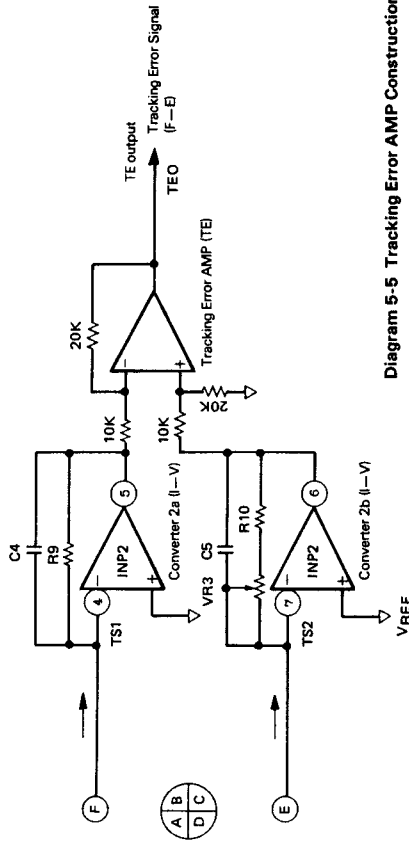 F
TS1
4
C4
R9
−
+
INP2
5
Converter 2a (I−V)
10K
20K
−
+
Tracking Error AMP (TE)
TE output
TEO
Tracking Error Signal
(F−E)
A
B
D
C
10K
20K
E
TS2
7
VR3
C5
R10
−
+
INP2
6
Converter 2b (I−V)
VREF
Diagram 5-5 Tracking Error AMP Construction